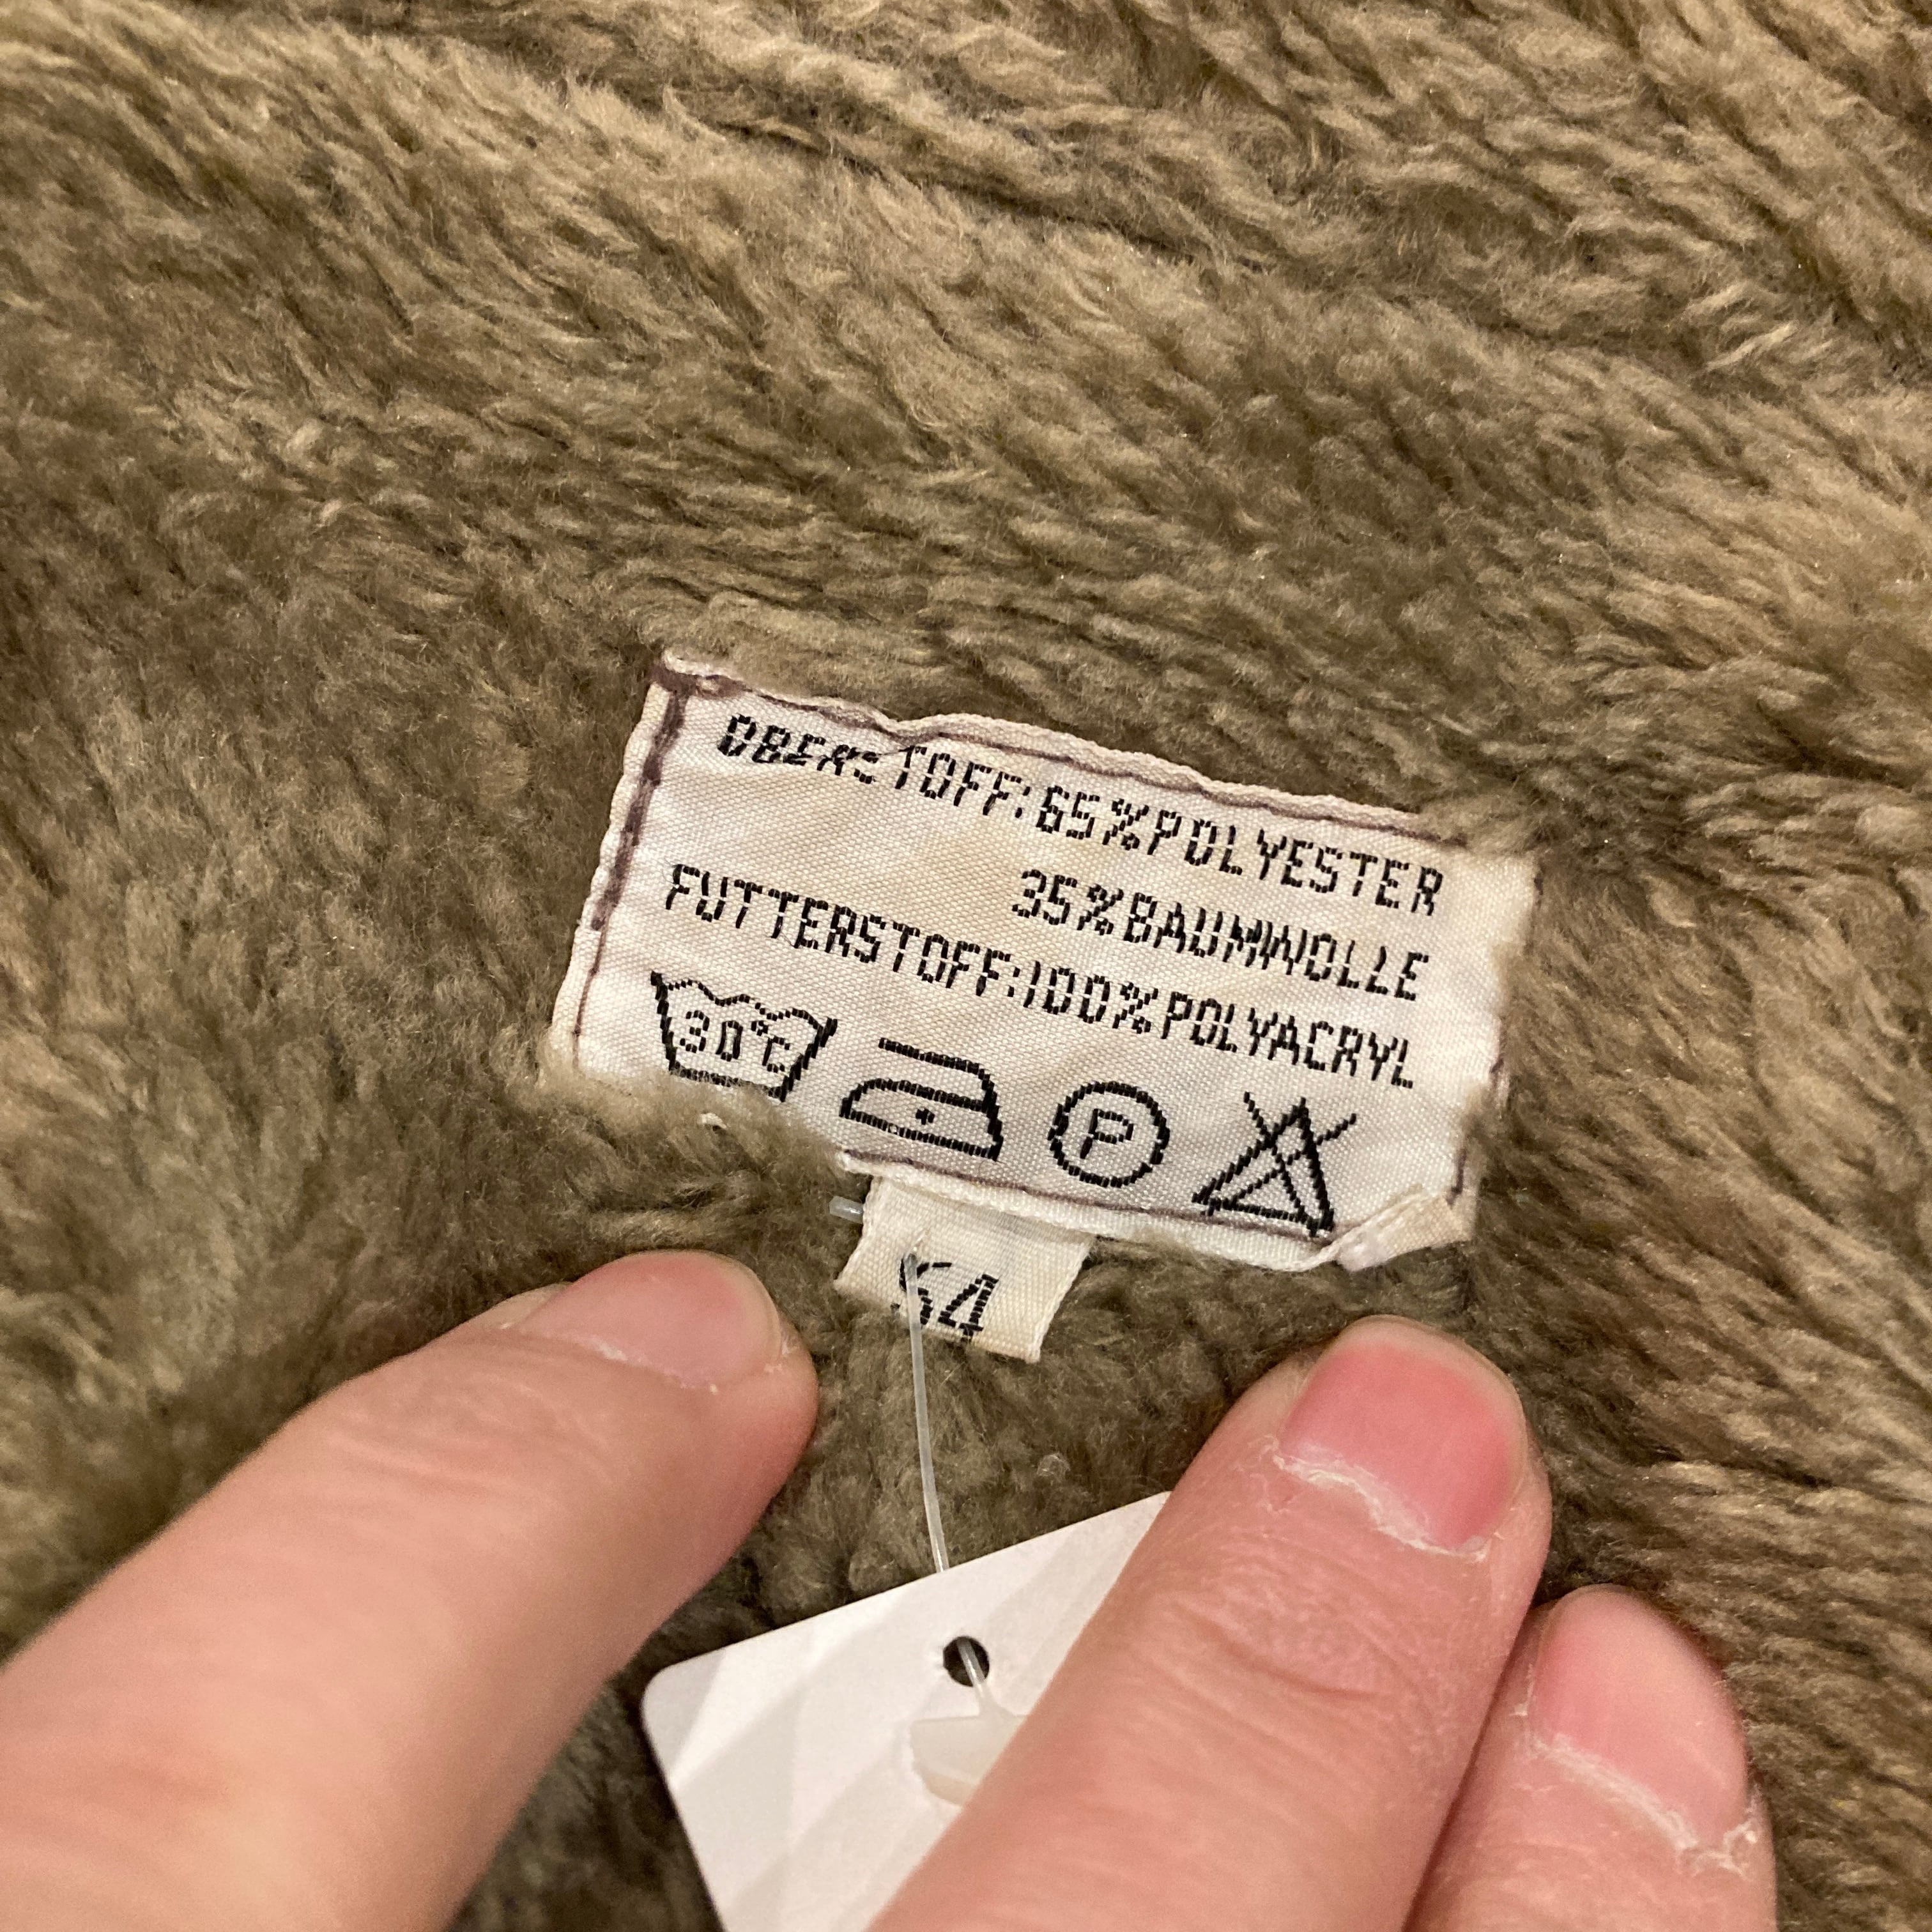 OBERSTOFF: 65%POLYESTER
35%BAUMWOLLE
FUTTERSTOFF:100%POLYACRYL
30°C
P
54